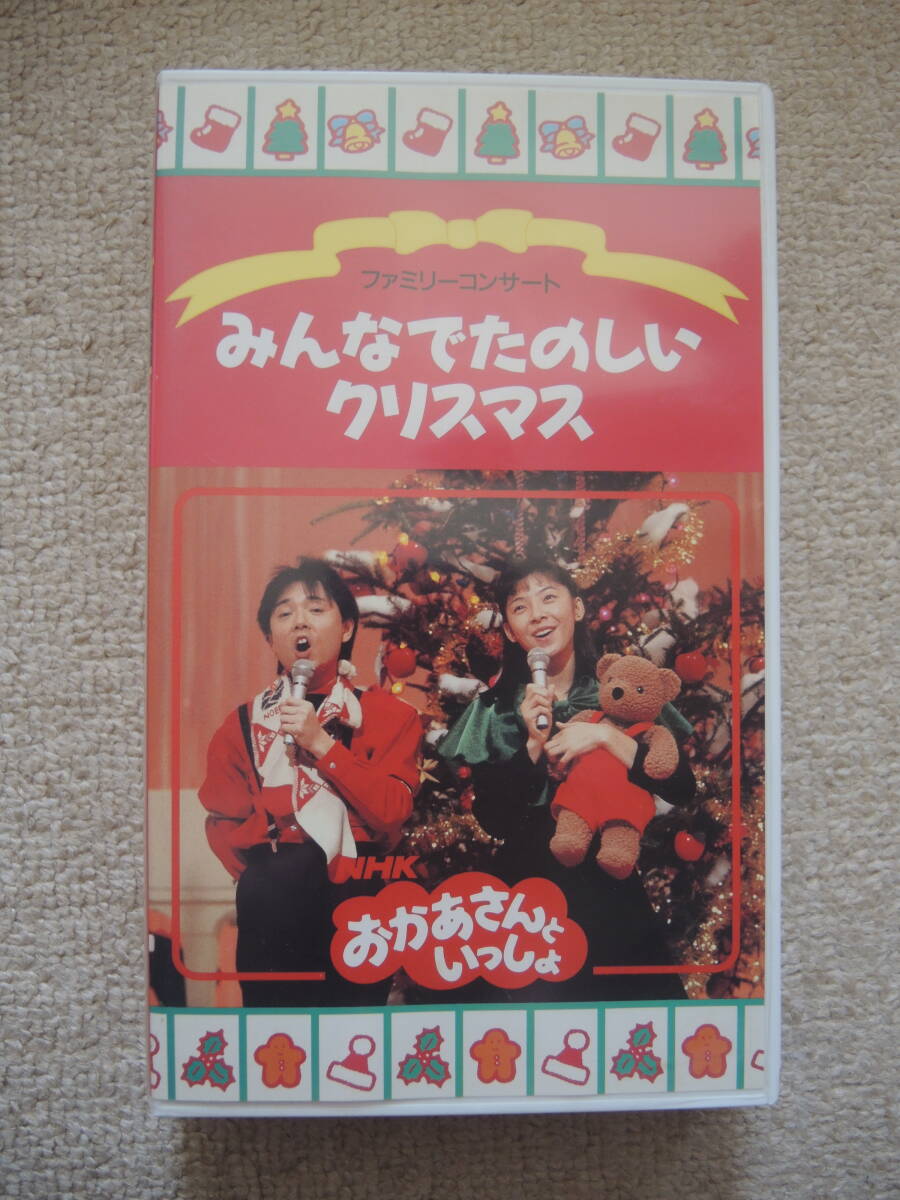 ファミリーコンサート
みんなでたのしい
クリスマス
NHK
おかあさんと
いっしょ